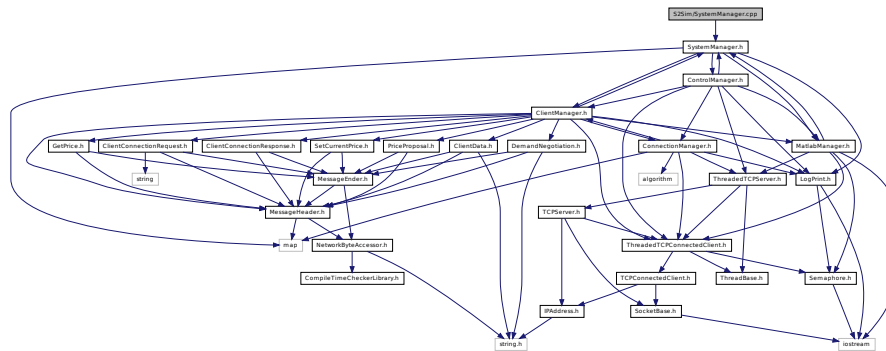 S2Sim/SystemManager.cpp
SystemManager.h
ControlManager.h
ClientManager.h
GetPrice.h
ClientConnectionRequest.h
ClientConnectionResponse.h
SetCurrentPrice.h
PriceProposal.h
ClientData.h
DemandNegotiation.h
ConnectionManager.h
MatlabManager.h
string
MessageEnder.h
algorithm
ThreadedTCPServer.h
LogPrint.h
MessageHeader.h
TCPServer.h
map
NetworkByteAccessor.h
ThreadedTCPConnectedClient.h
CompileTimeCheckerLibrary.h
TCPConnectedClient.h
ThreadBase.h
Semaphore.h
IPAddress.h
SocketBase.h
string.h
iostream